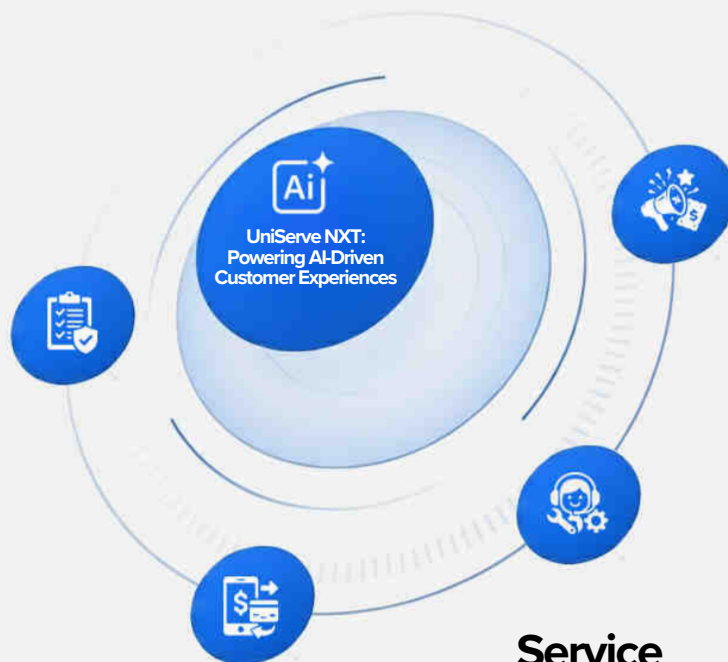 Ai
UniServe NXT:
Powering AI-Driven
Customer Experiences
$
$
Service